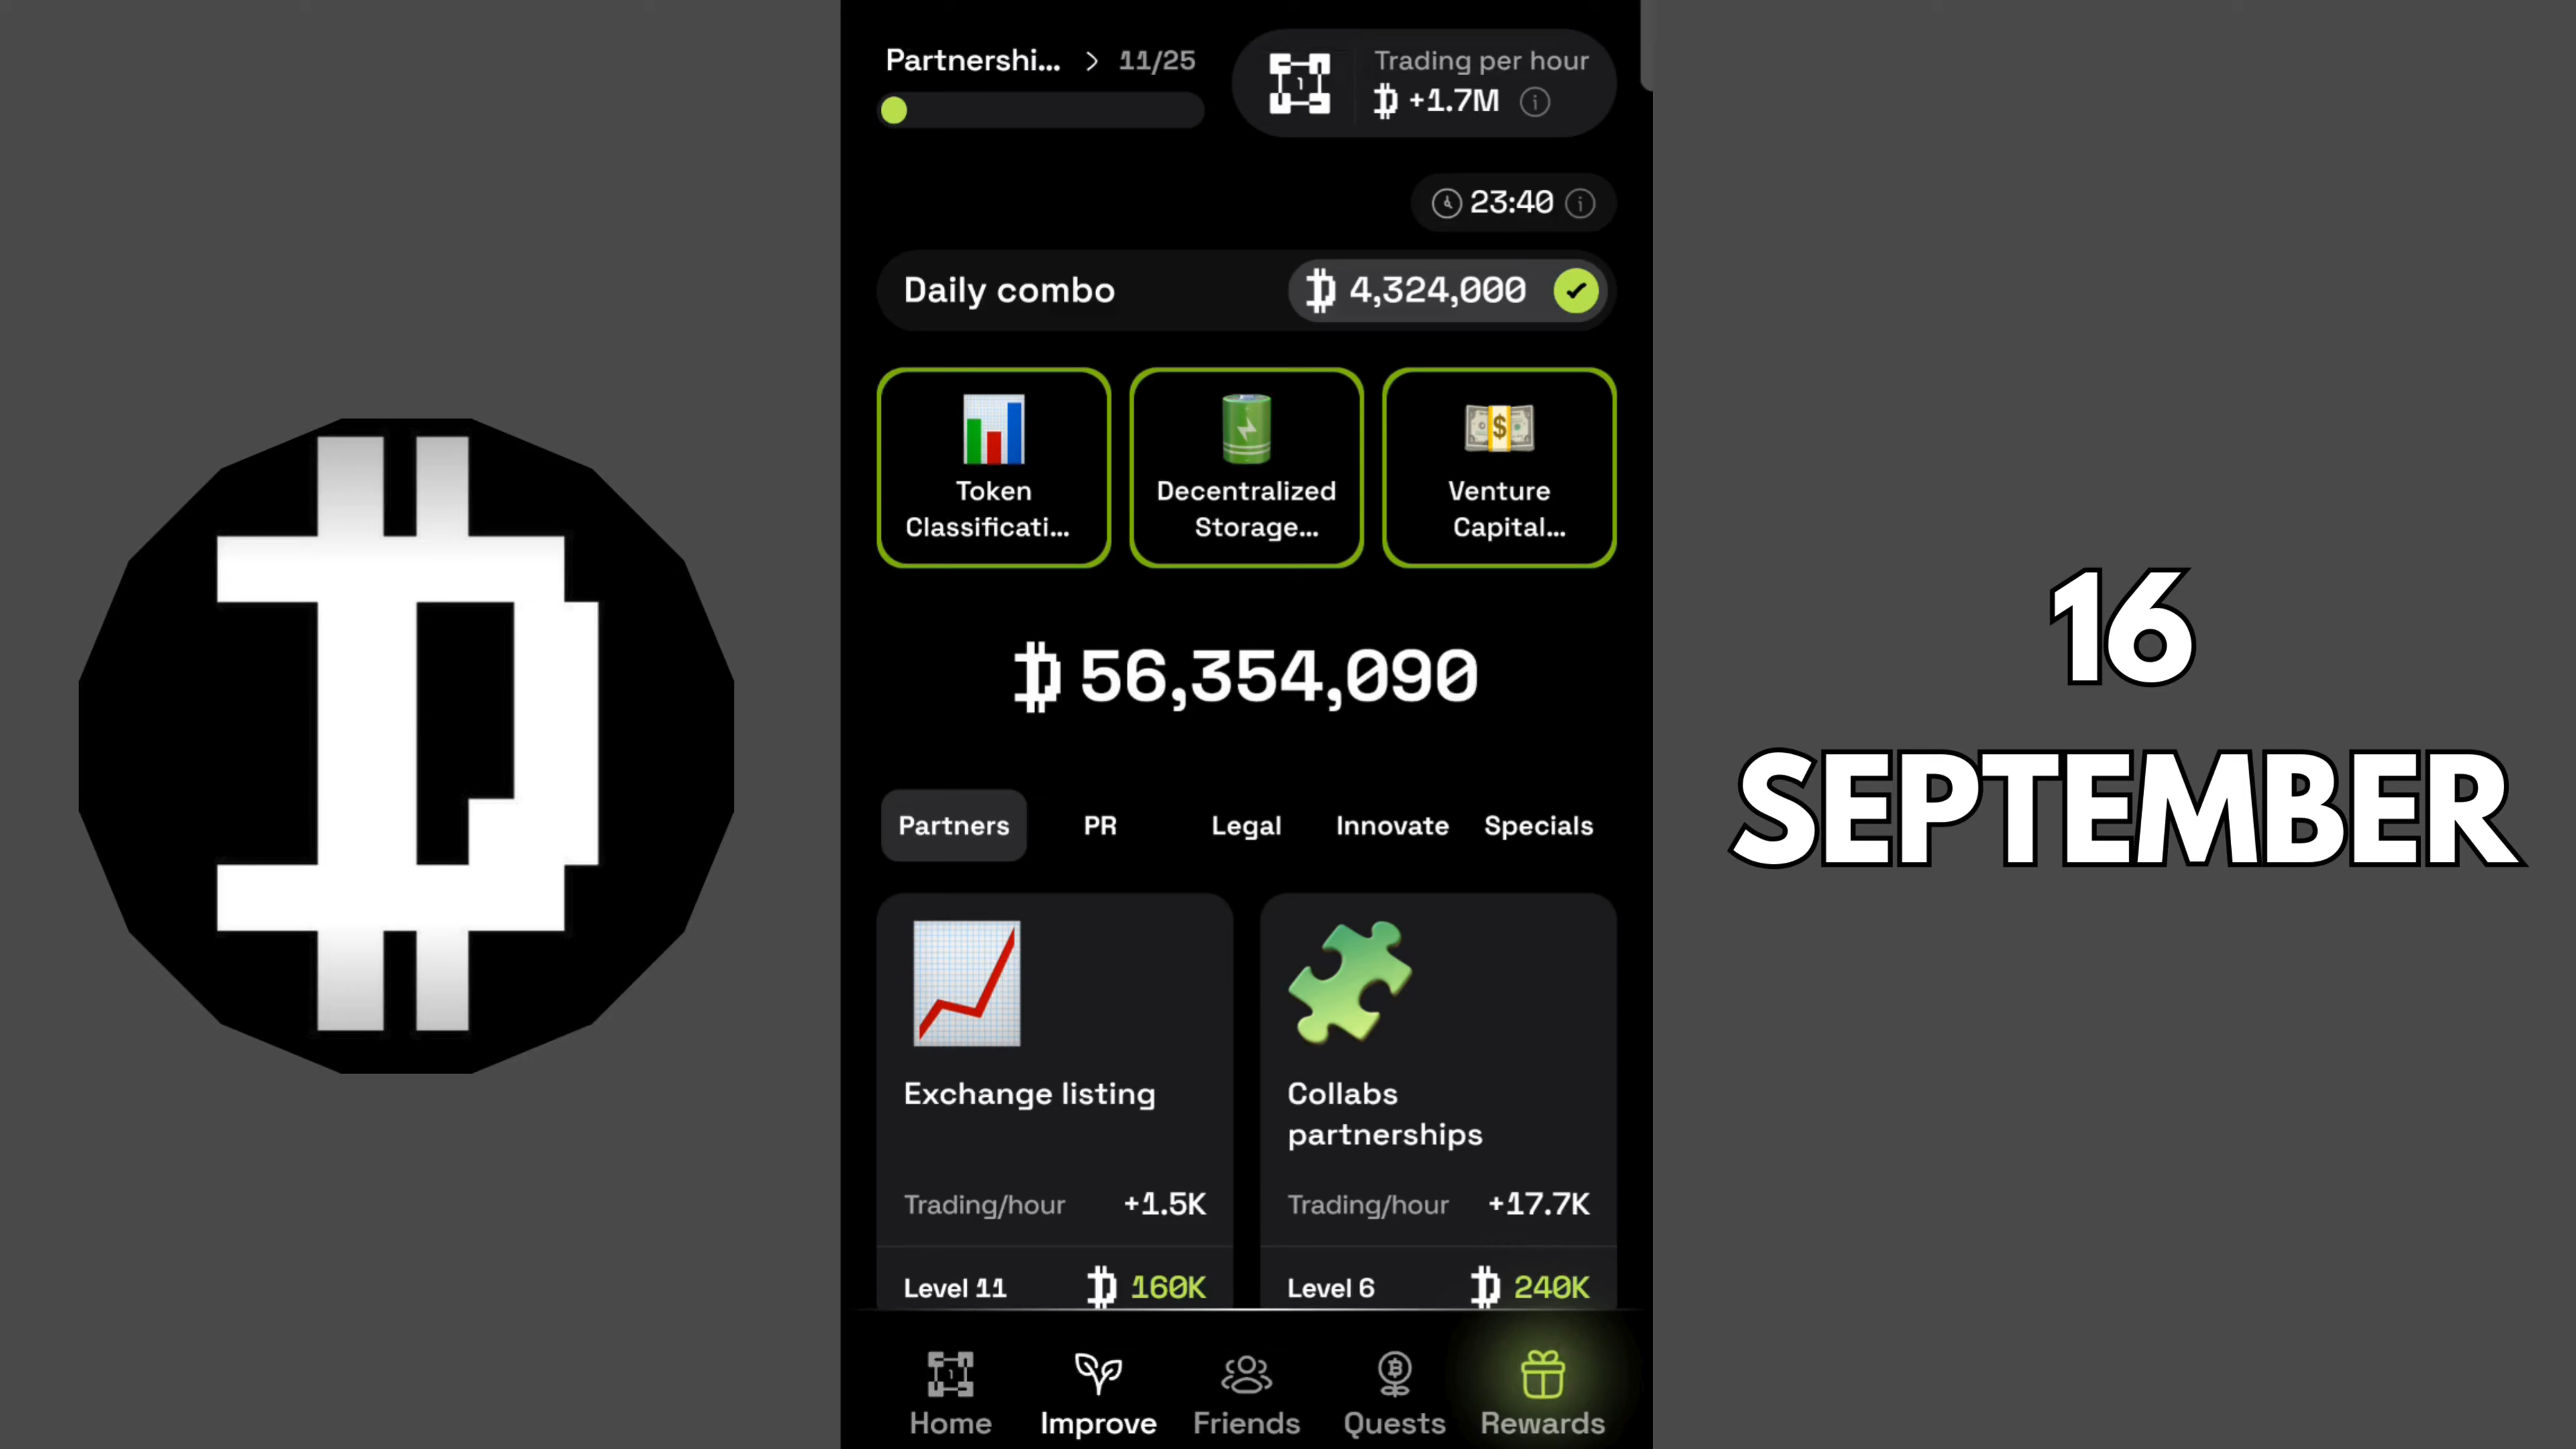 Partnershi... > 11/25
Trading per hour
+1.7M
23:40
Daily combo
4,324,000
Token
Classificati...
Decentralized
Storage...
Venture
Capital...
56,354,090
Partners PR Legal Innovate Specials
Exchange listing
Trading/hour +1.5K
Level 11 160K
Collabs
partnerships
Trading/hour +17.7K
Level 6 240K
Home Improve Friends Quests Rewards
16
SEPTEMBER